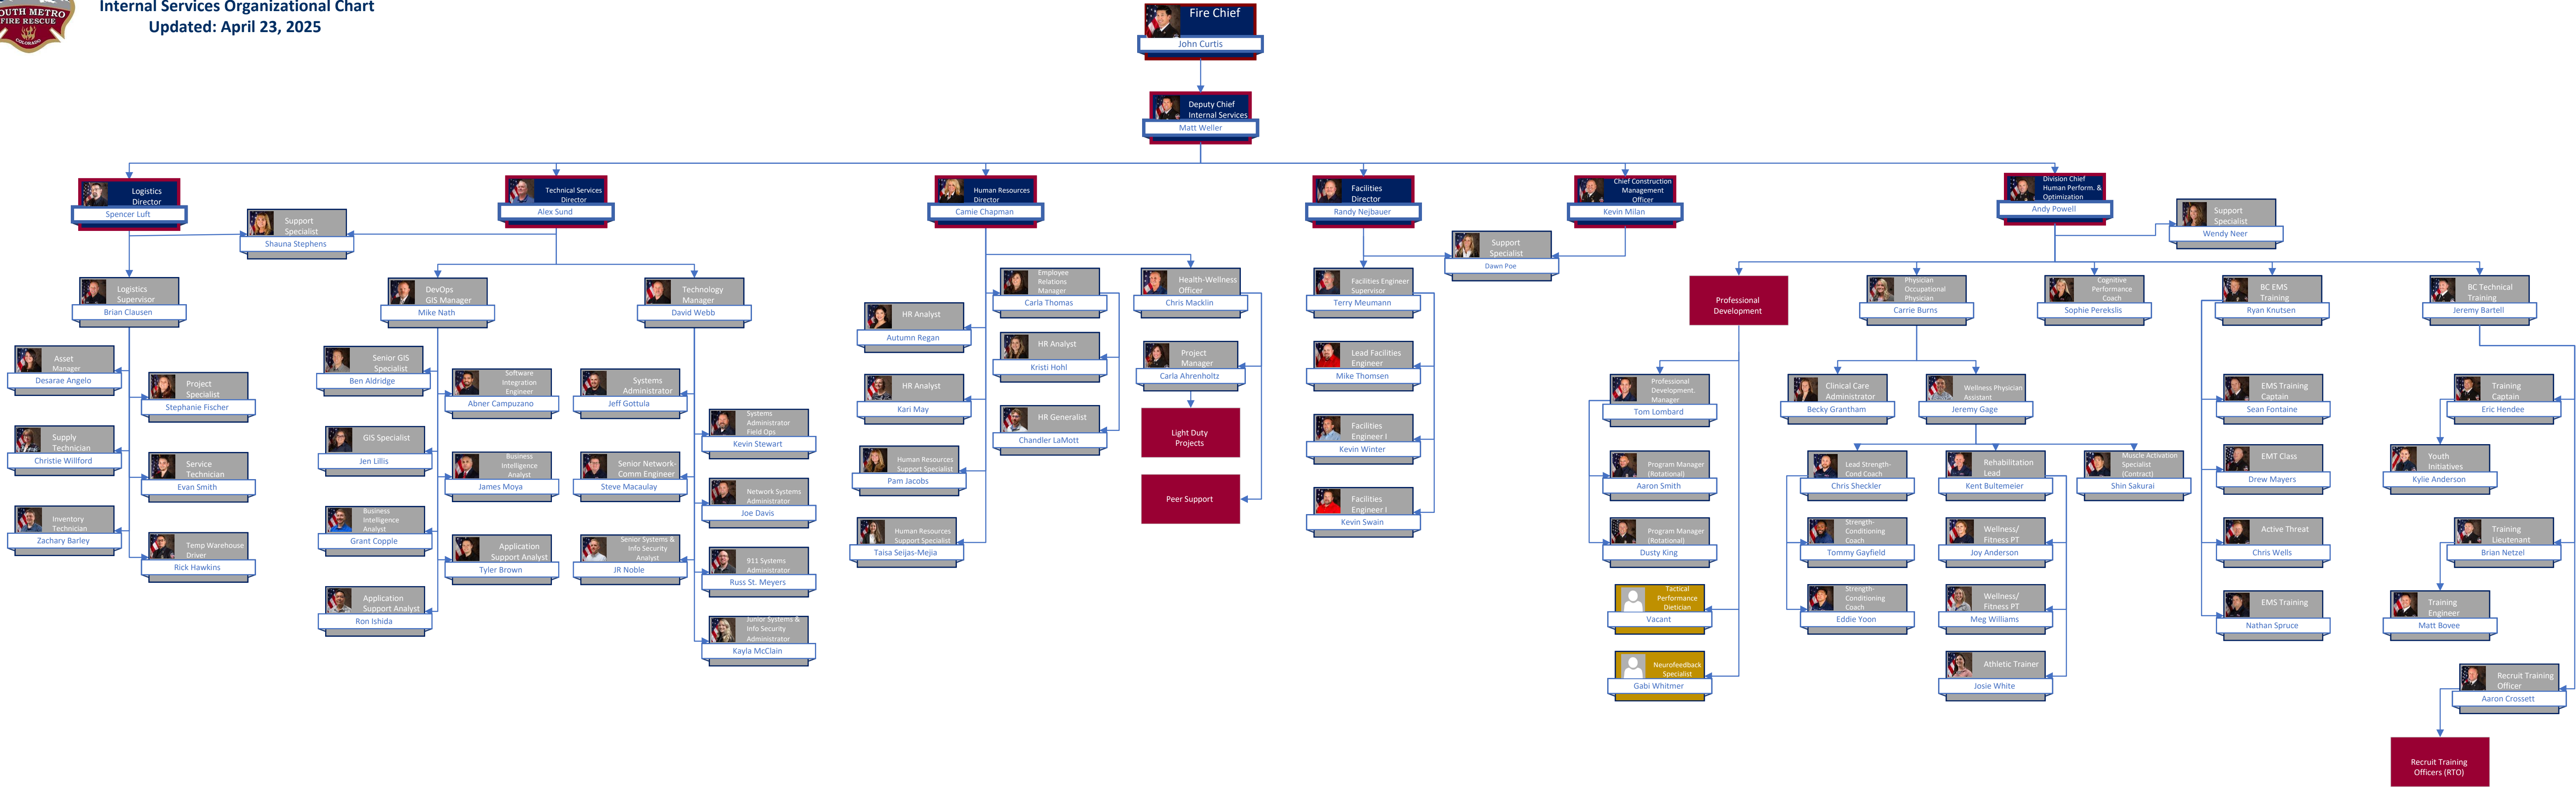 SOUTH METRO
FIRE RESCUE
COLORADO
Internal Services Organizational Chart
Updated: April 23, 2025
Fire Chief
John Curtis
Deputy Chief
Internal Services
Matt Weller
Logistics
Director
Spencer Luft
Support
Specialist
Shauna Stephens
Technical Services
Director
Alex Sund
Human Resources
Director
Camie Chapman
Facilities
Director
Randy Nejbauer
Chief Construction
Management
Officer
Kevin Milan
Support
Specialist
Dawn Poe
Division Chief
Human Perform. &
Optimization
Andy Powell
Support
Specialist
Wendy Neer
Logistics
Supervisor
Brian Clausen
Asset
Manager
Desarae Angelo
Project
Specialist
Stephanie Fischer
Supply
Technician
Christie Willford
Service
Technician
Evan Smith
Inventory
Technician
Zachary Barley
Temp Warehouse
Driver
Rick Hawkins
DevOps
GIS Manager
Mike Nath
Senior GIS
Specialist
Ben Aldridge
Software
Integration
Engineer
Abner Campuzano
GIS Specialist
Jen Lillis
Business
Intelligence
Analyst
James Moya
Business
Intelligence
Analyst
Grant Copple
Application
Support Analyst
Tyler Brown
Application
Support Analyst
Ron Ishida
Technology
Manager
David Webb
Systems
Administrator
Jeff Gottula
Systems
Administrator
Field Ops
Kevin Stewart
Senior Network-
Comm Engineer
Steve Macaulay
Network Systems
Administrator
Joe Davis
Senior Systems &
Info Security
Analyst
JR Noble
911 Systems
Administrator
Russ St. Meyers
Junior Systems &
Info Security
Administrator
Kayla McClain
HR Analyst
Autumn Regan
HR Analyst
Kari May
Human Resources
Support Specialist
Pam Jacobs
Human Resources
Support Specialist
Taisa Seijas-Mejia
Employee
Relations
Manager
Carla Thomas
HR Analyst
Kristi Hohl
HR Generalist
Chandler LaMott
Health-Wellness
Officer
Chris Macklin
Project
Manager
Carla Ahrenholtz
Light Duty
Projects
Peer Support
Facilities Engineer
Supervisor
Terry Meumann
Lead Facilities
Engineer
Mike Thomsen
Facilities
Engineer I
Kevin Winter
Facilities
Engineer I
Kevin Swain
Professional
Development
Professional
Development.
Manager
Tom Lombard
Program Manager
(Rotational)
Aaron Smith
Program Manager
(Rotational)
Dusty King
Tactical
Performance
Dietician
Vacant
Neurofeedback
Specialist
Gabi Whitmer
Physician
Occupational
Physician
Carrie Burns
Clinical Care
Administrator
Becky Grantham
Wellness Physician
Assistant
Jeremy Gage
Lead Strength-
Cond Coach
Chris Sheckler
Strength-
Conditioning
Coach
Tommy Gayfield
Strength-
Conditioning
Coach
Eddie Yoon
Rehabilitation
Lead
Kent Bultemeier
Wellness/
Fitness PT
Joy Anderson
Wellness/
Fitness PT
Meg Williams
Athletic Trainer
Josie White
Muscle Activation
Specialist
(Contract)
Shin Sakurai
Cognitive
Performance
Coach
Sophie Perekslis
BC EMS
Training
Ryan Knutsen
EMS Training
Captain
Sean Fontaine
EMT Class
Drew Mayers
Active Threat
Chris Wells
EMS Training
Nathan Spruce
BC Technical
Training
Jeremy Bartell
Training
Captain
Eric Hendee
Youth
Initiatives
Kylie Anderson
Training
Lieutenant
Brian Netzel
Training
Engineer
Matt Bovee
Recruit Training
Officer
Aaron Crossett
Recruit Training
Officers (RTO)